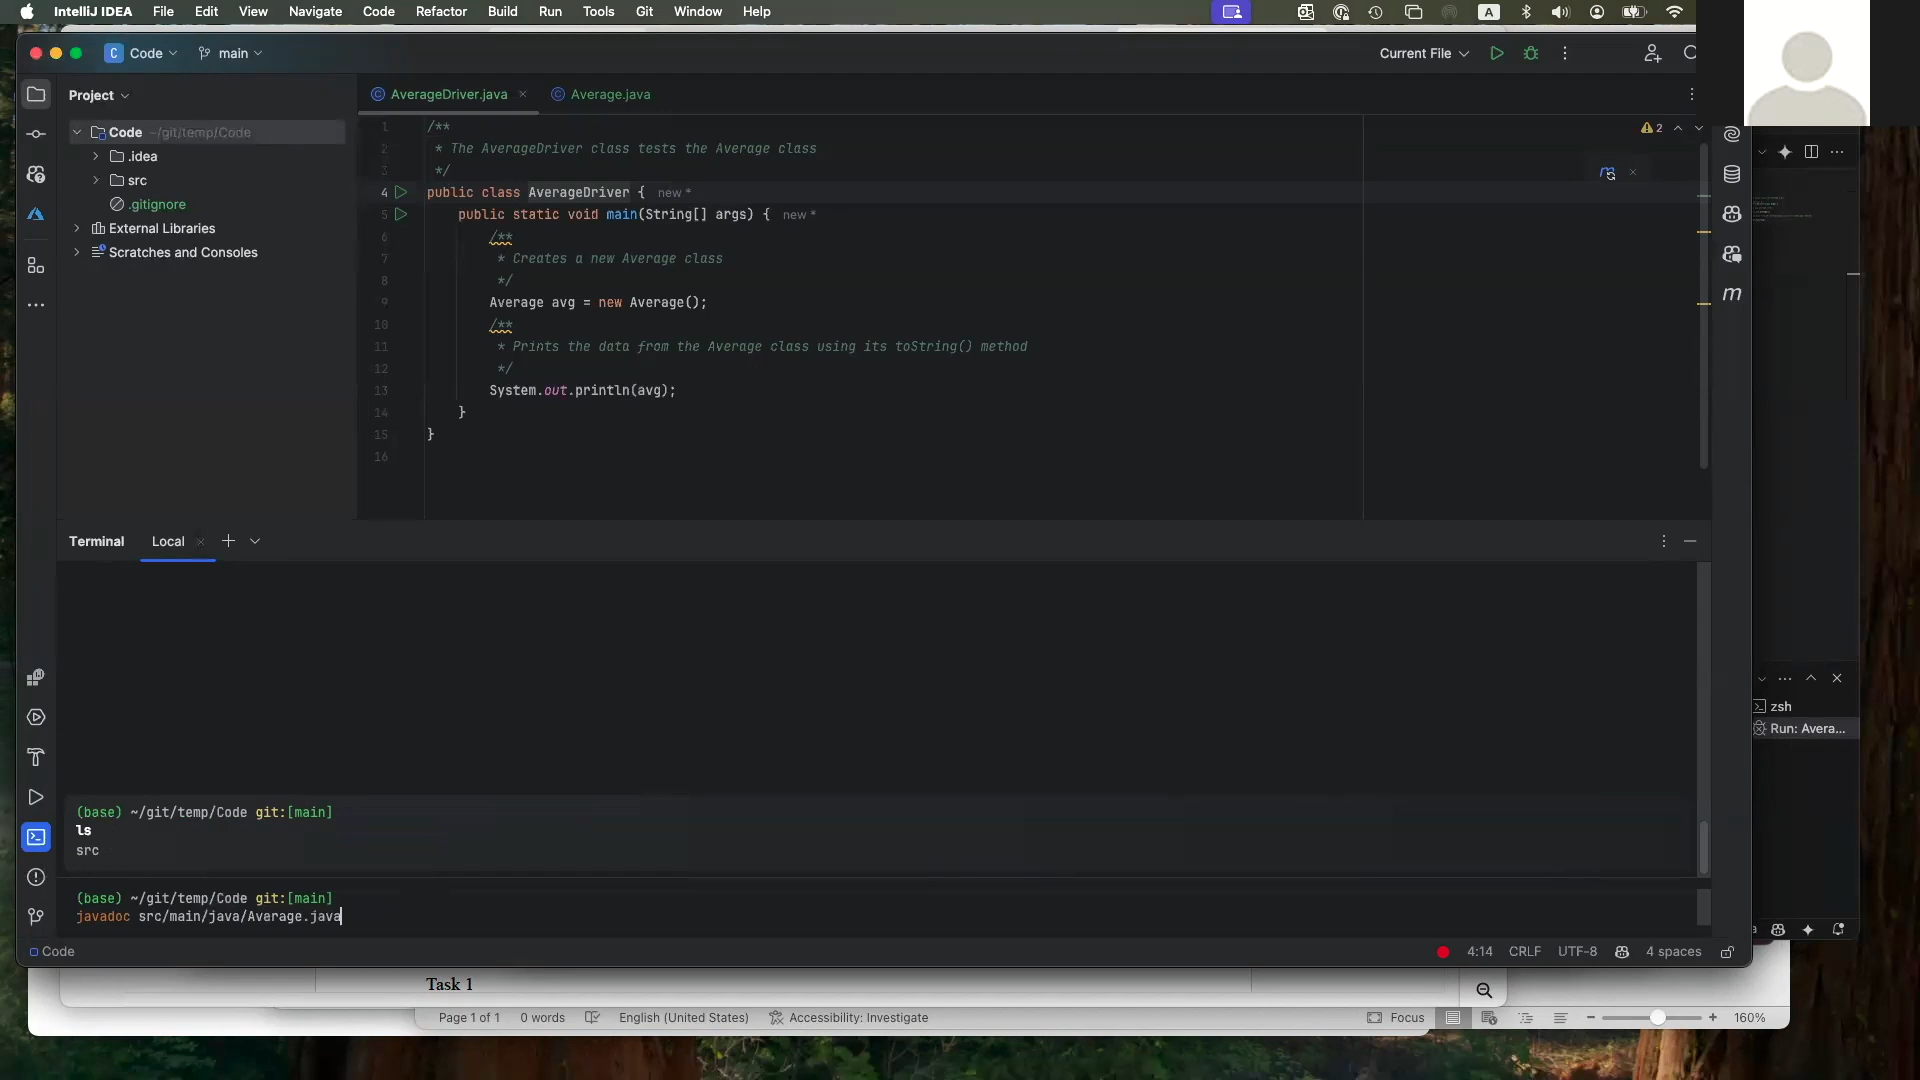 IntelliJ IDEA File Edit View Navigate Code Refactor Build Run Tools Git Window Help A
C Code main Current File
Project
AverageDriver.java Average.java
Code ~/git/temp/Code
.idea
src
.gitignore
External Libraries
Scratches and Consoles
1 /**
2 * The AverageDriver class tests the Average class
3 */
4 public class AverageDriver { new *
5 public static void main(String[] args) { new *
6 /**
7 * Creates a new Average class
8 */
9 Average avg = new Average();
10 /**
11 * Prints the data from the Average class using its toString() method
12 */
13 System.out.println(avg);
14 }
15 }
16
2
m
Terminal Local
(base) ~/git/temp/Code git:[main]
ls
src
(base) ~/git/temp/Code git:[main]
javadoc src/main/java/Average.java
zsh
Run: Avera...
Code 4:14 CRLF UTF-8 4 spaces
Task 1
Page 1 of 1 0 words English (United States) Accessibility: Investigate Focus 160%